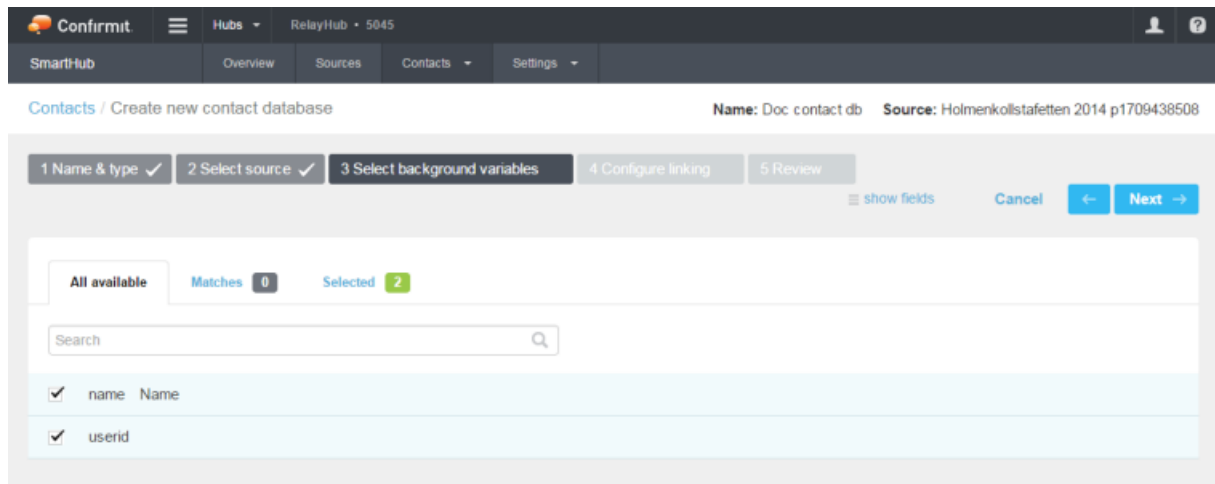 Confirmit. Hubs RelayHub • 5045
SmartHub Overview Sources Contacts Settings
Contacts / Create new contact database Name: Doc contact db Source: Holmenkollstafetten 2014 p1709438508
1 Name & type ✓ 2 Select source ✓ 3 Select background variables 4 Configure linking 5 Review
show fields Cancel ← Next →
All available Matches 0 Selected 2
Search
name Name
userid